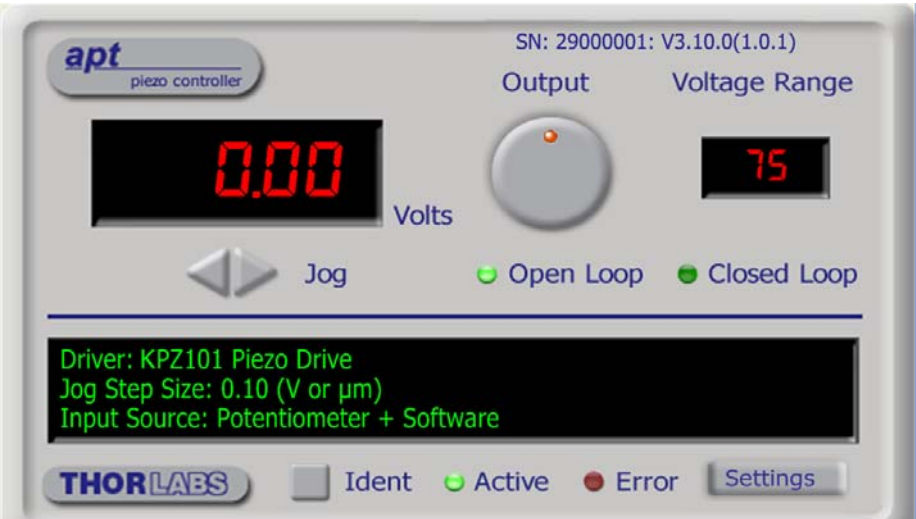 apt
piezo controller
SN: 29000001: V3.10.0(1.0.1)
Output
Voltage Range
0.00
Volts
75
Jog
Open Loop
Closed Loop
Driver: KPZ101 Piezo Drive
Jog Step Size: 0.10 (V or µm)
Input Source: Potentiometer + Software
THORLABS
Ident
Active
Error
Settings